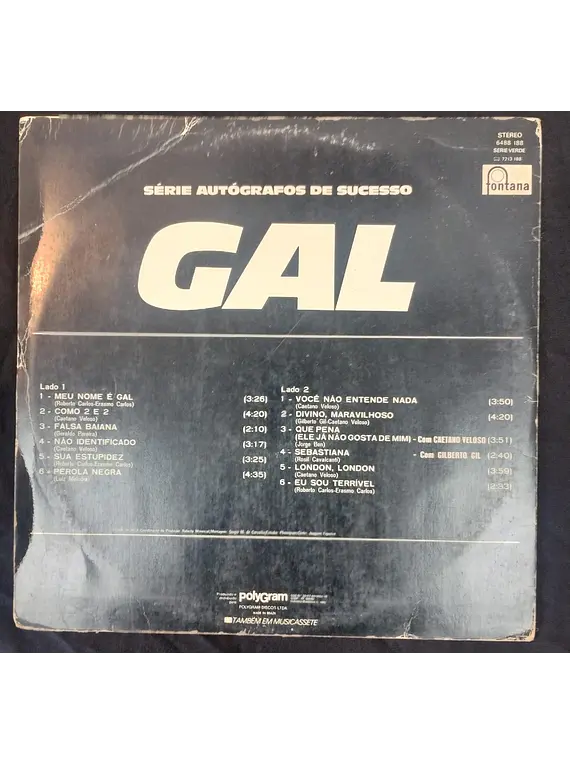 STEREO
6488 188
SÉRIE VERDE
fontana
SÉRIE AUTÓGRAFOS DE SUCESSO
GAL
Lado 1
1 - MEU NOME É GAL (3:26)
(Roberto Carlos-Erasmo Carlos)
2 - COMO 2 E 2 (4:20)
(Caetano Veloso)
3 - FALSA BAIANA (2:10)
(Geraldo Pereira)
4 - NÃO IDENTIFICADO (3:17)
(Caetano Veloso)
5 - SUA ESTUPIDEZ (3:25)
(Roberto Carlos-Erasmo Carlos)
6 - PÉROLA NEGRA (4:35)
(Luiz Melodia)
Lado 2
1 - VOCÊ NÃO ENTENDE NADA (3:50)
(Caetano Veloso)
2 - DIVINO, MARAVILHOSO (4:20)
(Gilberto Gil-Caetano Veloso)
3 - QUE PENA
(ELE JÁ NÃO GOSTA DE MIM) - Com CAETANO VELOSO (3:51)
(Jorge Ben)
4 - SEBASTIANA - Com GILBERTO GIL (2:40)
(Rosil Cavalcanti)
5 - LONDON, LONDON (3:59)
(Caetano Veloso)
6 - EU SOU TERRÍVEL
(Roberto Carlos-Erasmo Carlos)
Produzido e
distribuído
por
polyGram
POLYGRAM DISCOS LTDA.
MADE IN BRAZIL
TAMBÉM EM MUSICASSETE